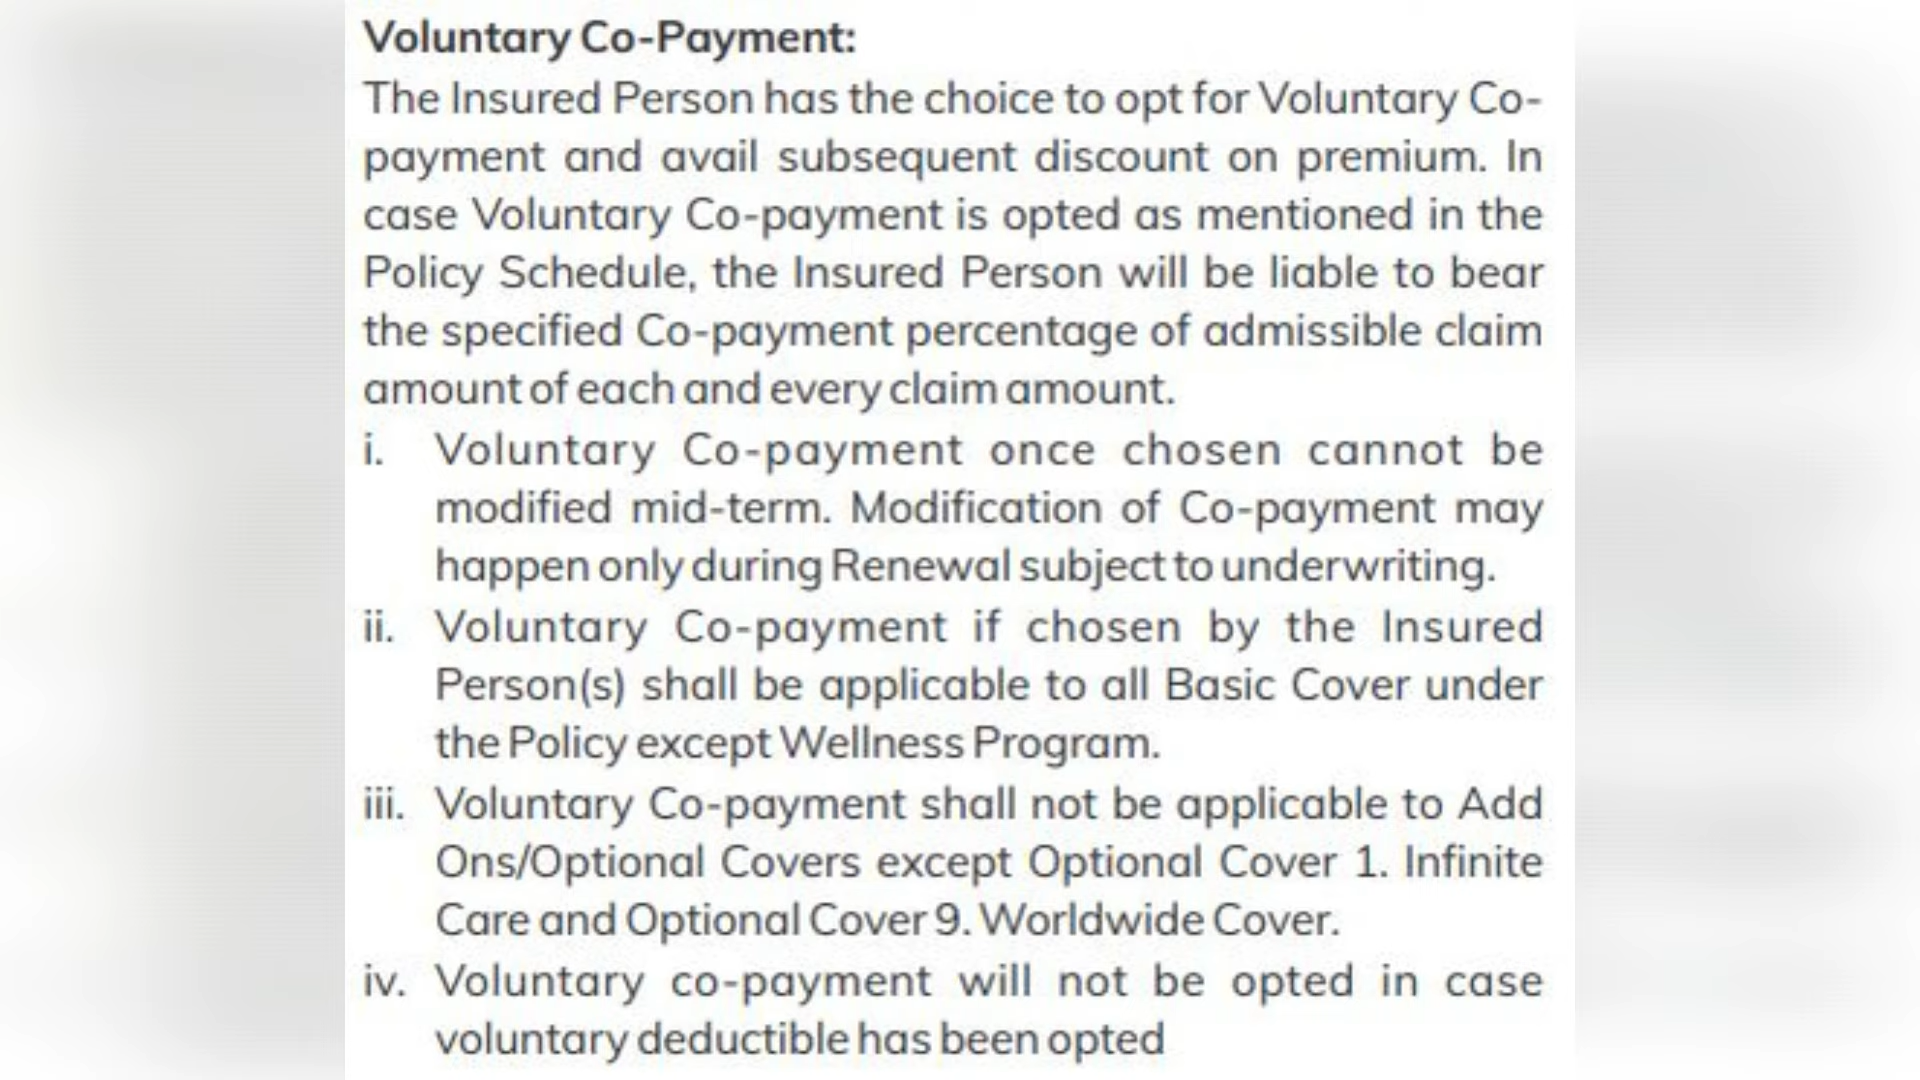 Voluntary Co-Payment:
The Insured Person has the choice to opt for Voluntary Co-
payment and avail subsequent discount on premium. In
case Voluntary Co-payment is opted as mentioned in the
Policy Schedule, the Insured Person will be liable to bear
the specified Co-payment percentage of admissible claim
amount of each and every claim amount.
i. Voluntary Co-payment once chosen cannot be
modified mid-term. Modification of Co-payment may
happen only during Renewal subject to underwriting.
ii. Voluntary Co-payment if chosen by the Insured
Person(s) shall be applicable to all Basic Cover under
the Policy except Wellness Program.
iii. Voluntary Co-payment shall not be applicable to Add
Ons/Optional Covers except Optional Cover 1. Infinite
Care and Optional Cover 9. Worldwide Cover.
iv. Voluntary co-payment will not be opted in case
voluntary deductible has been opted